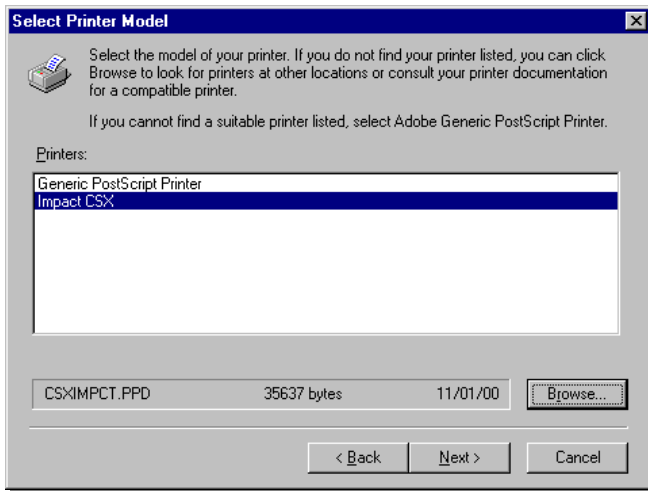 Select Printer Model
Select the model of your printer. If you do not find your printer listed, you can click
Browse to look for printers at other locations or consult your printer documentation
for a compatible printer.
If you cannot find a suitable printer listed, select Adobe Generic PostScript Printer.
Printers:
Generic PostScript Printer
Impact CSX
CSXIMPCT.PPD 35637 bytes 11/01/00 Browse...
< Back Next > Cancel